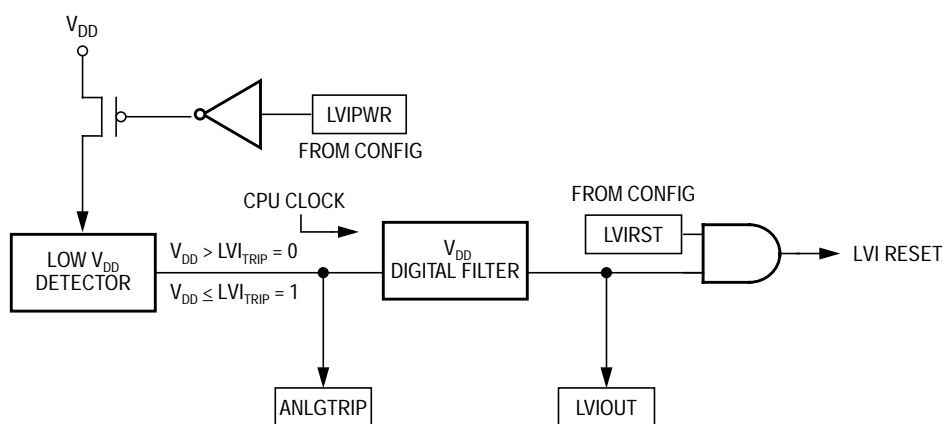 VDD
LVIPWR
FROM CONFIG
FROM CONFIG
CPU CLOCK
LVIRST
LOW VDD
DETECTOR
VDD > LVITRIP = 0
VDD ≤ LVITRIP = 1
VDD
DIGITAL FILTER
LVI RESET
ANLGTRIP
LVIOUT